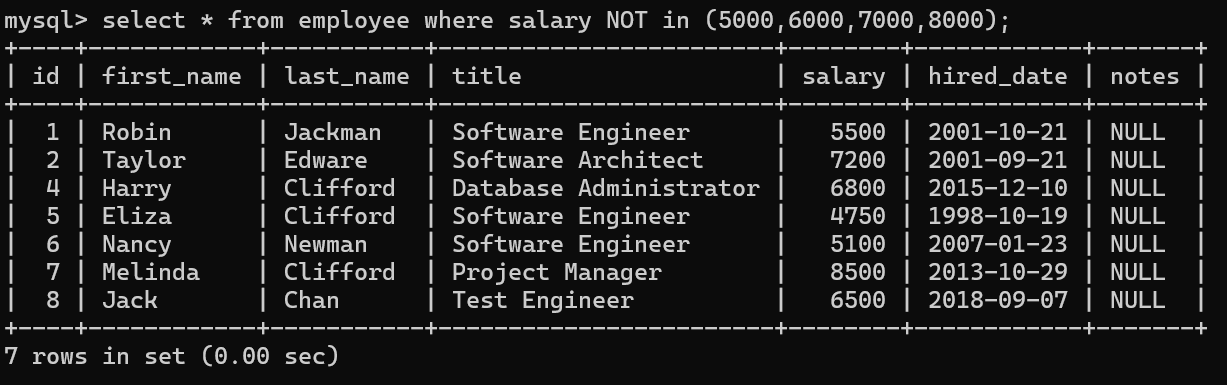 mysql> select * from employee where salary NOT in (5000,6000,7000,8000);
+----+------------+-----------+------------------------+--------+------------+-------+
| id | first_name | last_name | title                  | salary | hired_date | notes |
+----+------------+-----------+------------------------+--------+------------+-------+
|  1 | Robin      | Jackman   | Software Engineer      |   5500 | 2001-10-21 | NULL  |
|  2 | Taylor     | Edware    | Software Architect     |   7200 | 2001-09-21 | NULL  |
|  4 | Harry      | Clifford  | Database Administrator |   6800 | 2015-12-10 | NULL  |
|  5 | Eliza      | Clifford  | Software Engineer      |   4750 | 1998-10-19 | NULL  |
|  6 | Nancy      | Newman    | Software Engineer      |   5100 | 2007-01-23 | NULL  |
|  7 | Melinda    | Clifford  | Project Manager        |   8500 | 2013-10-29 | NULL  |
|  8 | Jack       | Chan      | Test Engineer          |   6500 | 2018-09-07 | NULL  |
+----+------------+-----------+------------------------+--------+------------+-------+
7 rows in set (0.00 sec)